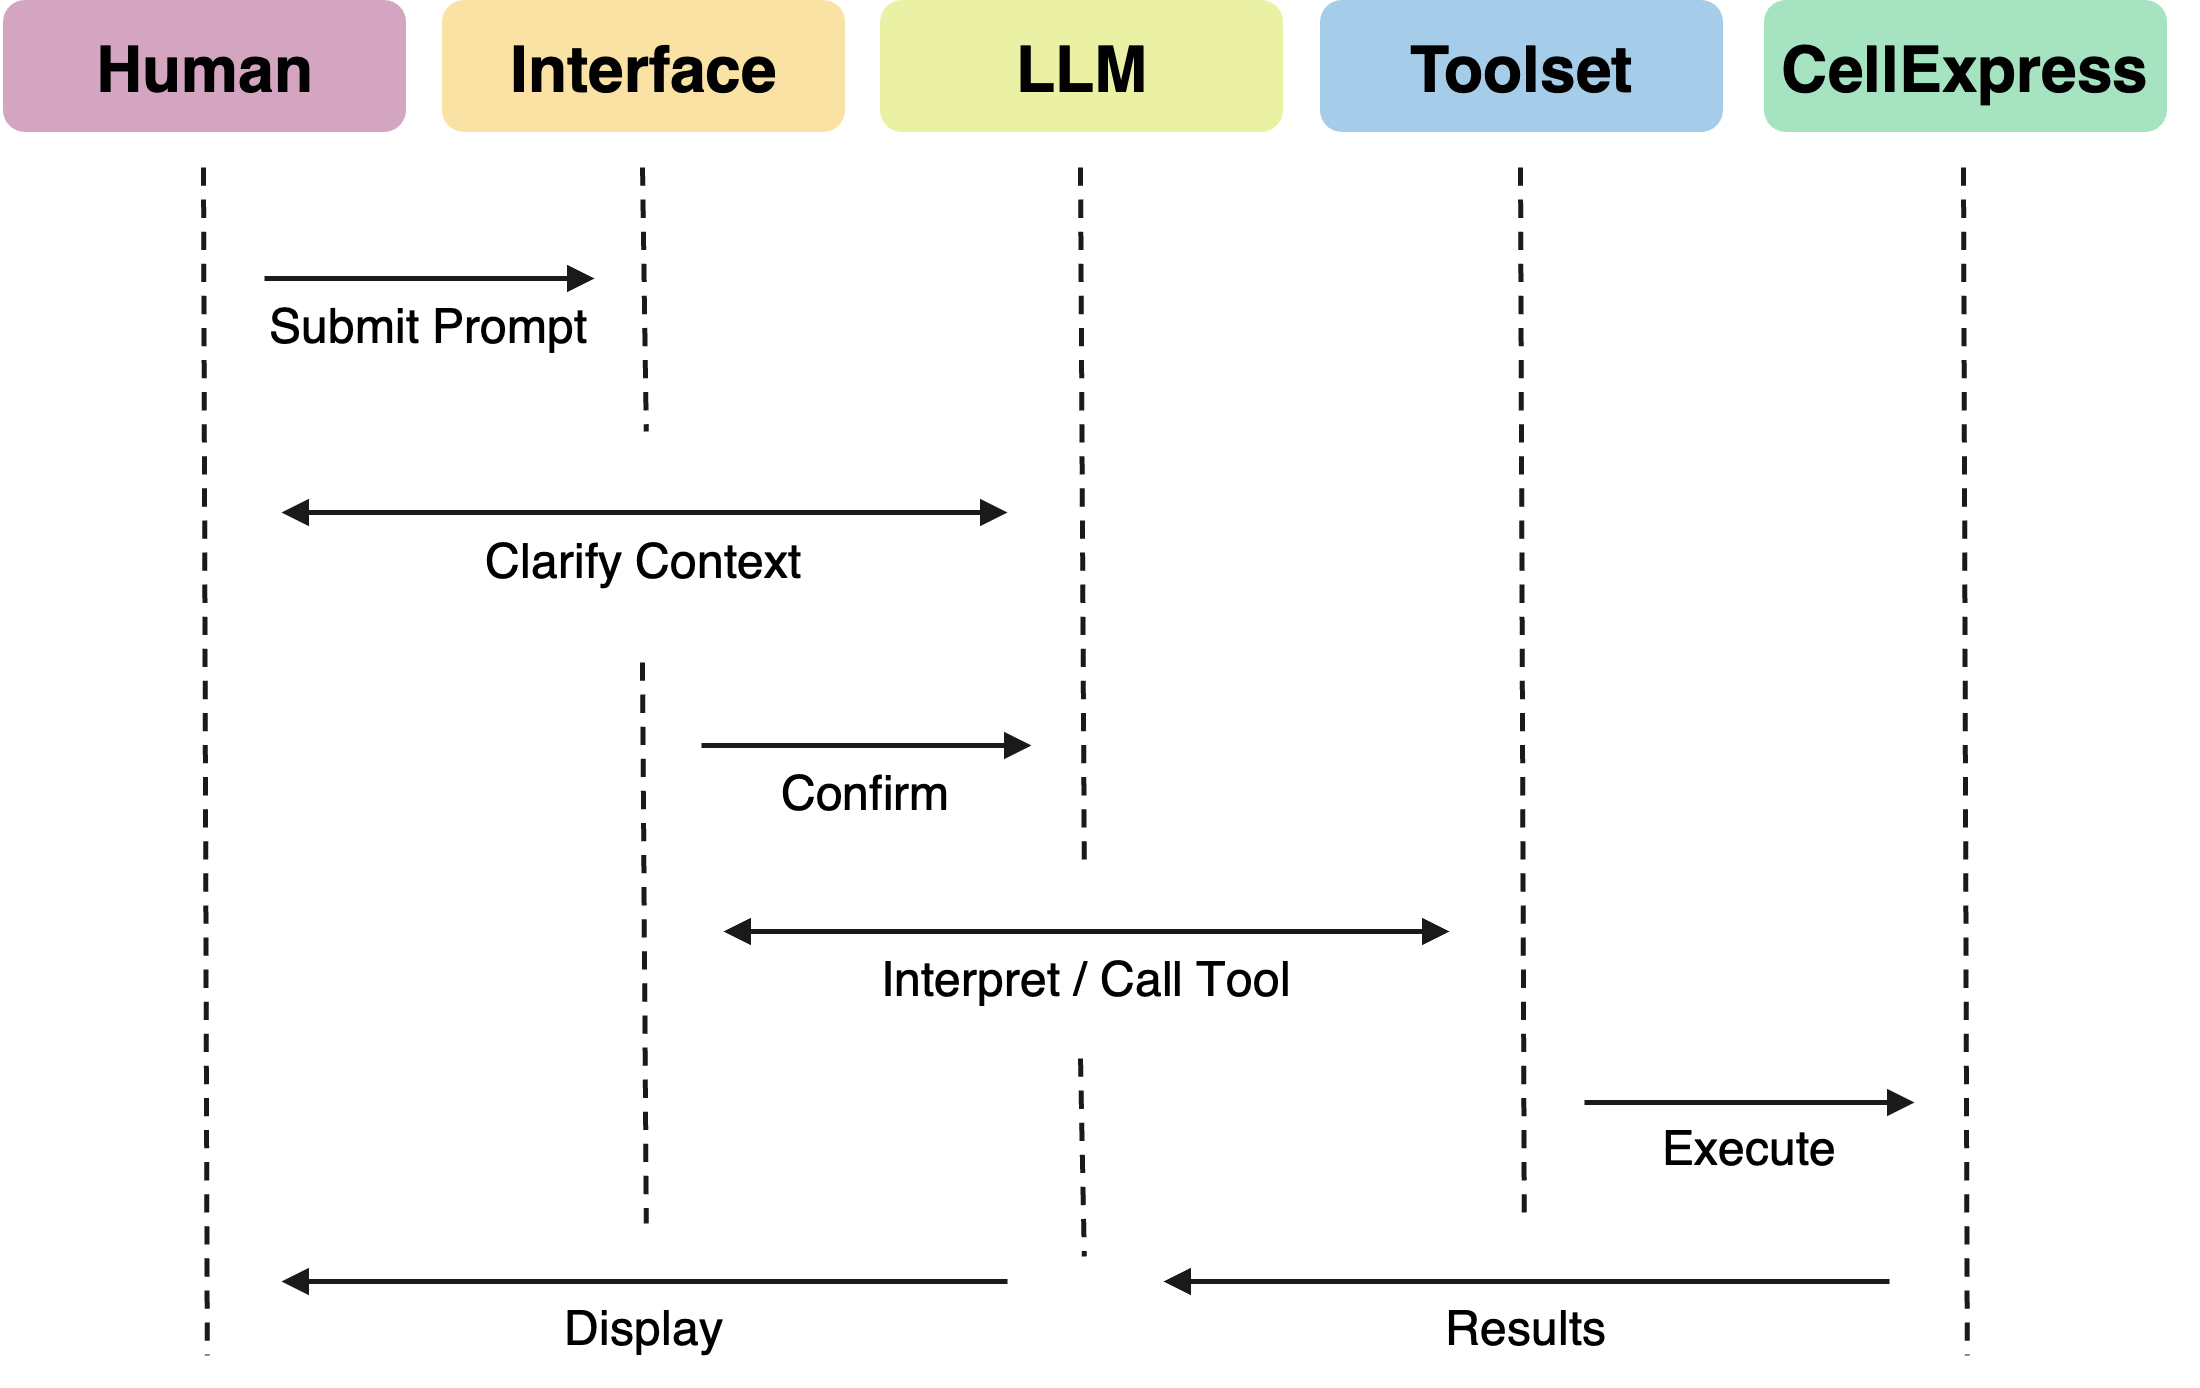 Human
Interface
LLM
Toolset
CellExpress
Submit Prompt
Clarify Context
Confirm
Interpret / Call Tool
Execute
Display
Results